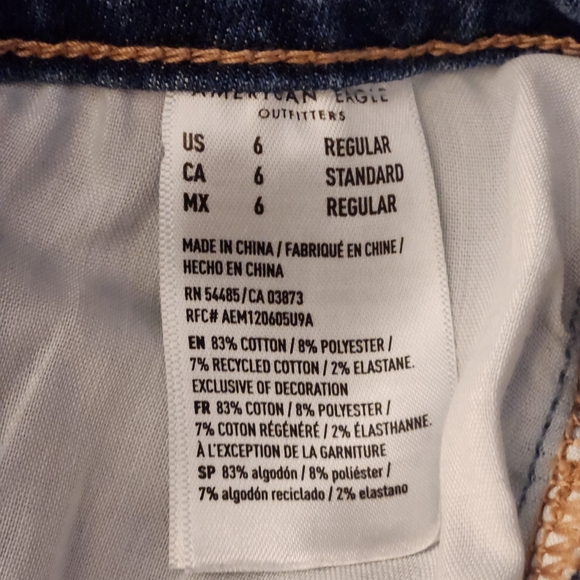 AMERICAN EAGLE
OUTFITTERS
US 6 REGULAR
CA 6 STANDARD
MX 6 REGULAR
MADE IN CHINA / FABRIQUÉ EN CHINE /
HECHO EN CHINA
RN 54485 / CA 03873
RFC# AEM120605U9A
EN 83% COTTON / 8% POLYESTER /
7% RECYCLED COTTON / 2% ELASTANE.
EXCLUSIVE OF DECORATION
FR 83% COTON / 8% POLYESTER /
7% COTON RÉGÉNÉRÉ / 2% ÉLASTHANNE.
À L'EXCEPTION DE LA GARNITURE
SP 83% algodón / 8% poliéster /
7% algodón reciclado / 2% elastano